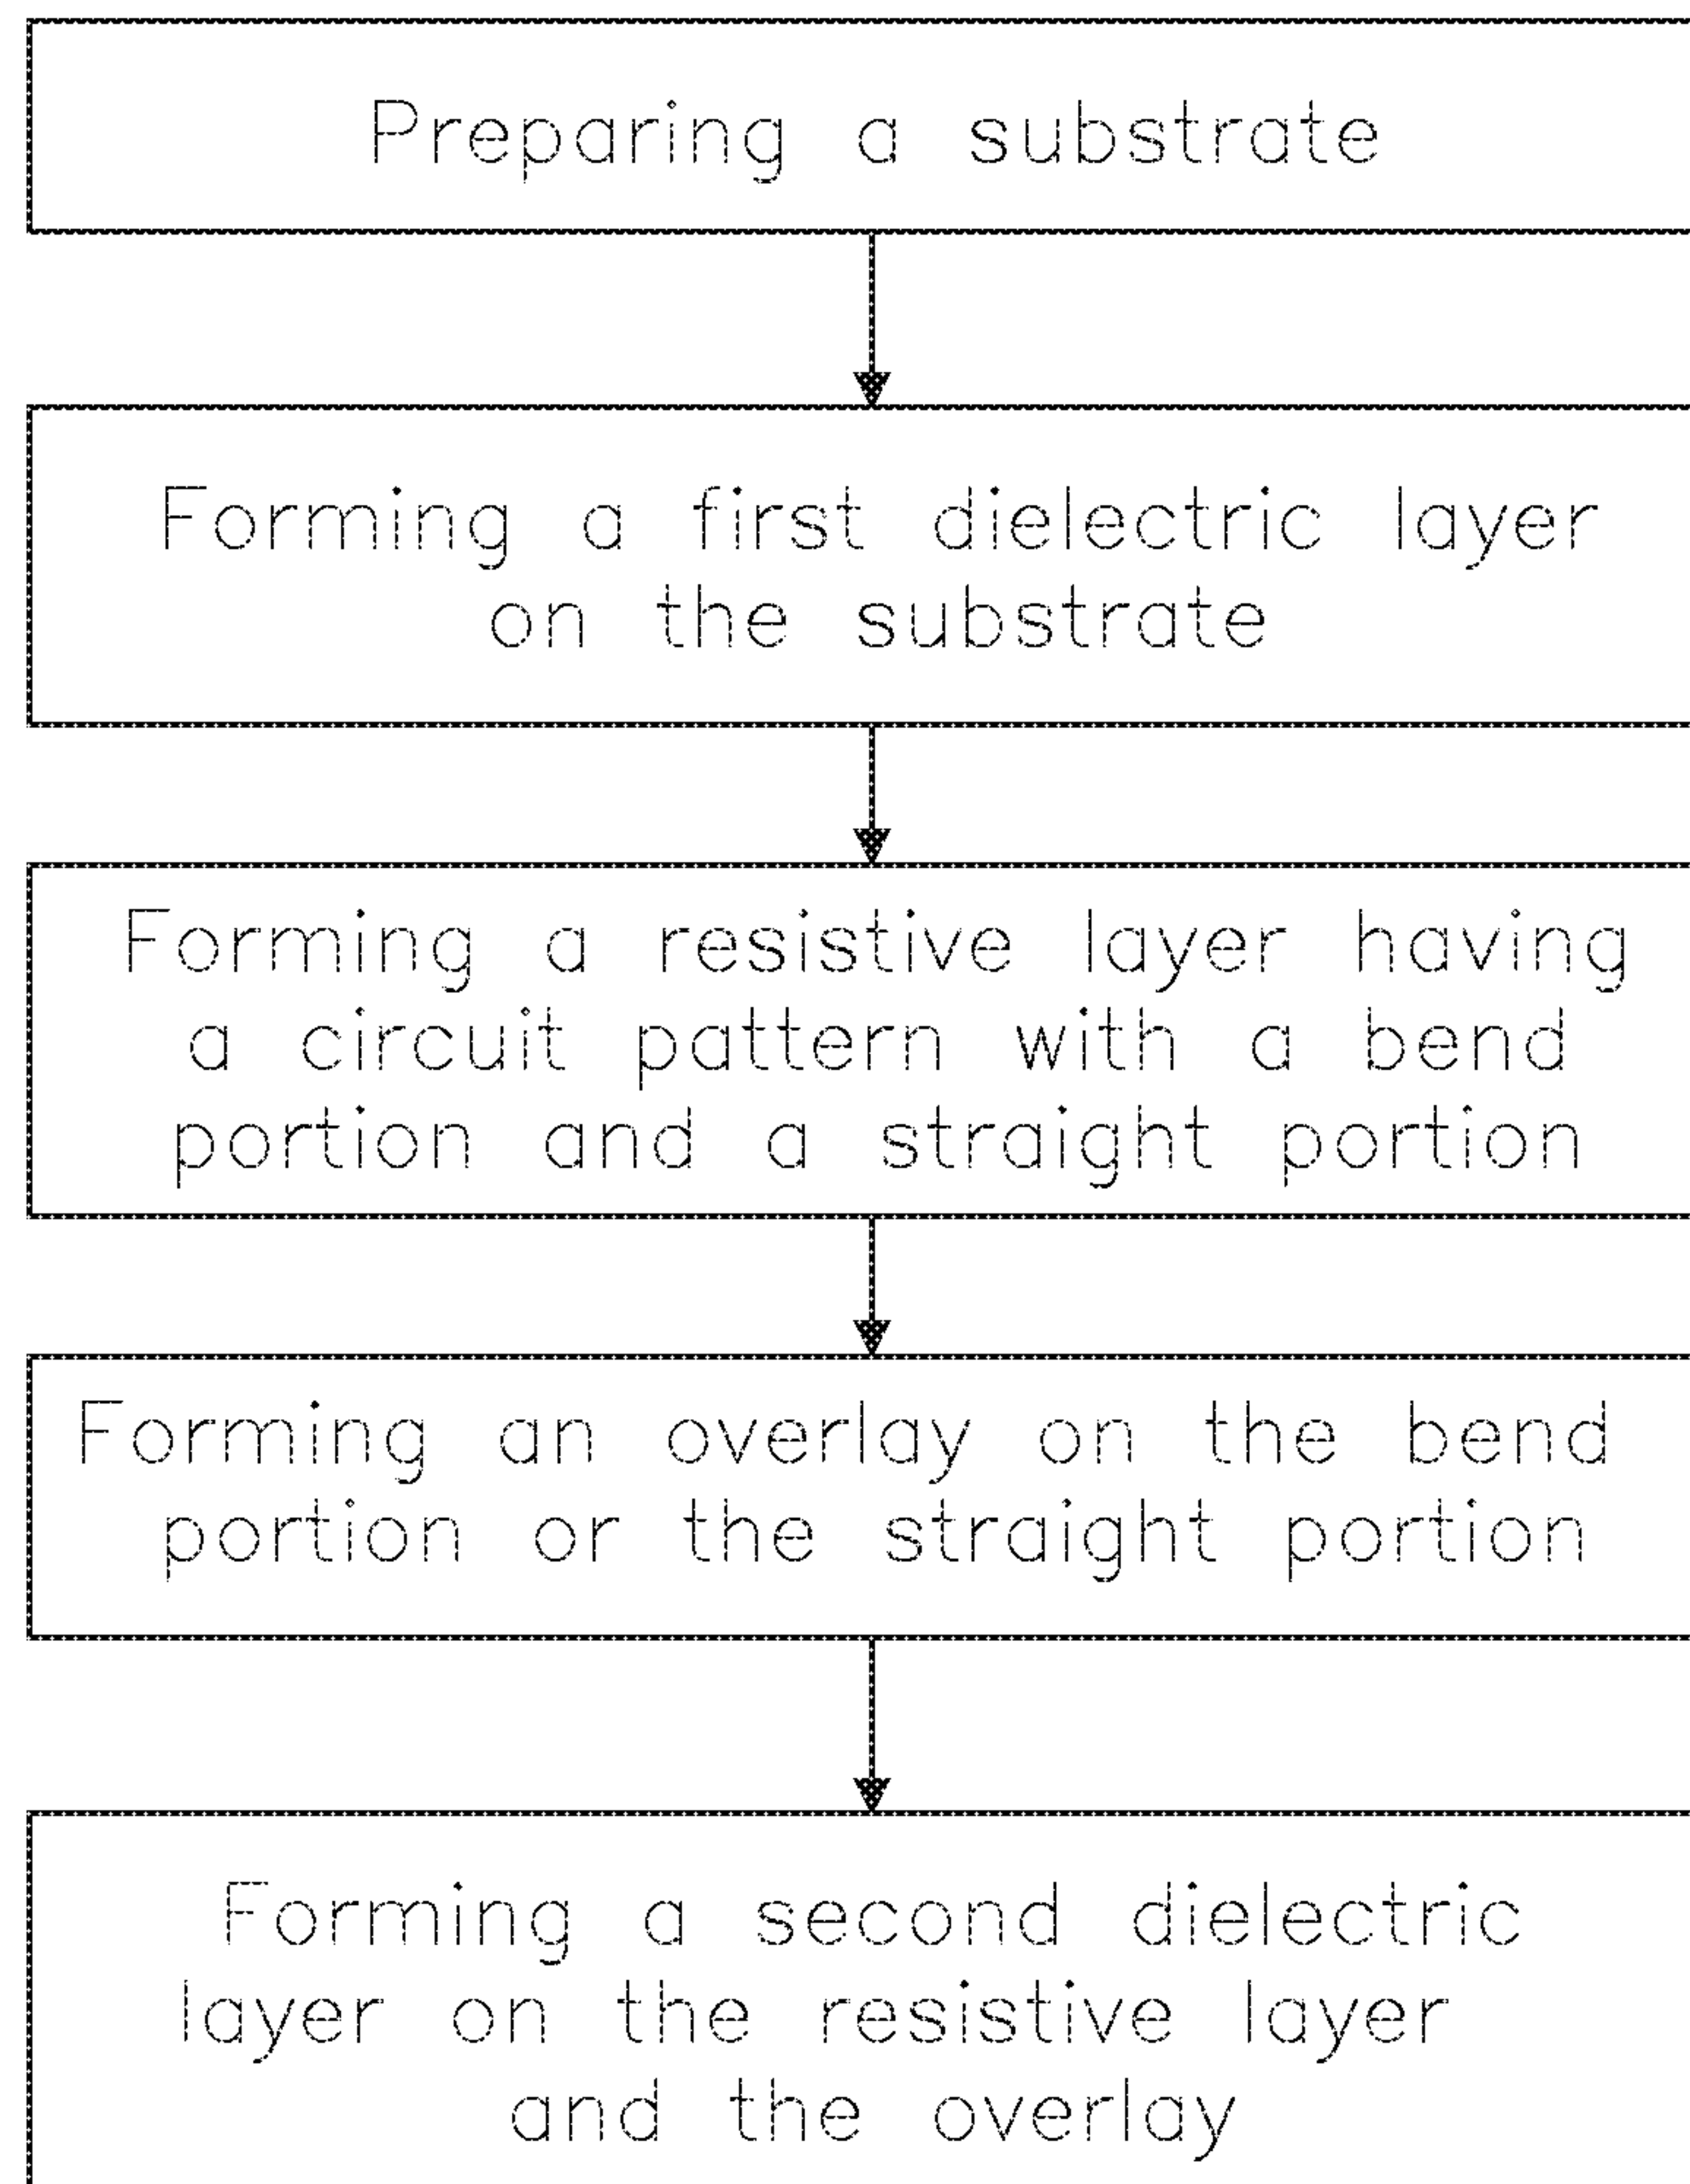 Preparing a substrate
Forming a first dielectric layer
on the substrate
Forming a resistive layer having
a circuit pattern with a bend
portion and a straight portion
Forming an overlay on the bend
portion or the straight portion
Forming a second dielectric
layer on the resistive layer
and the overlay